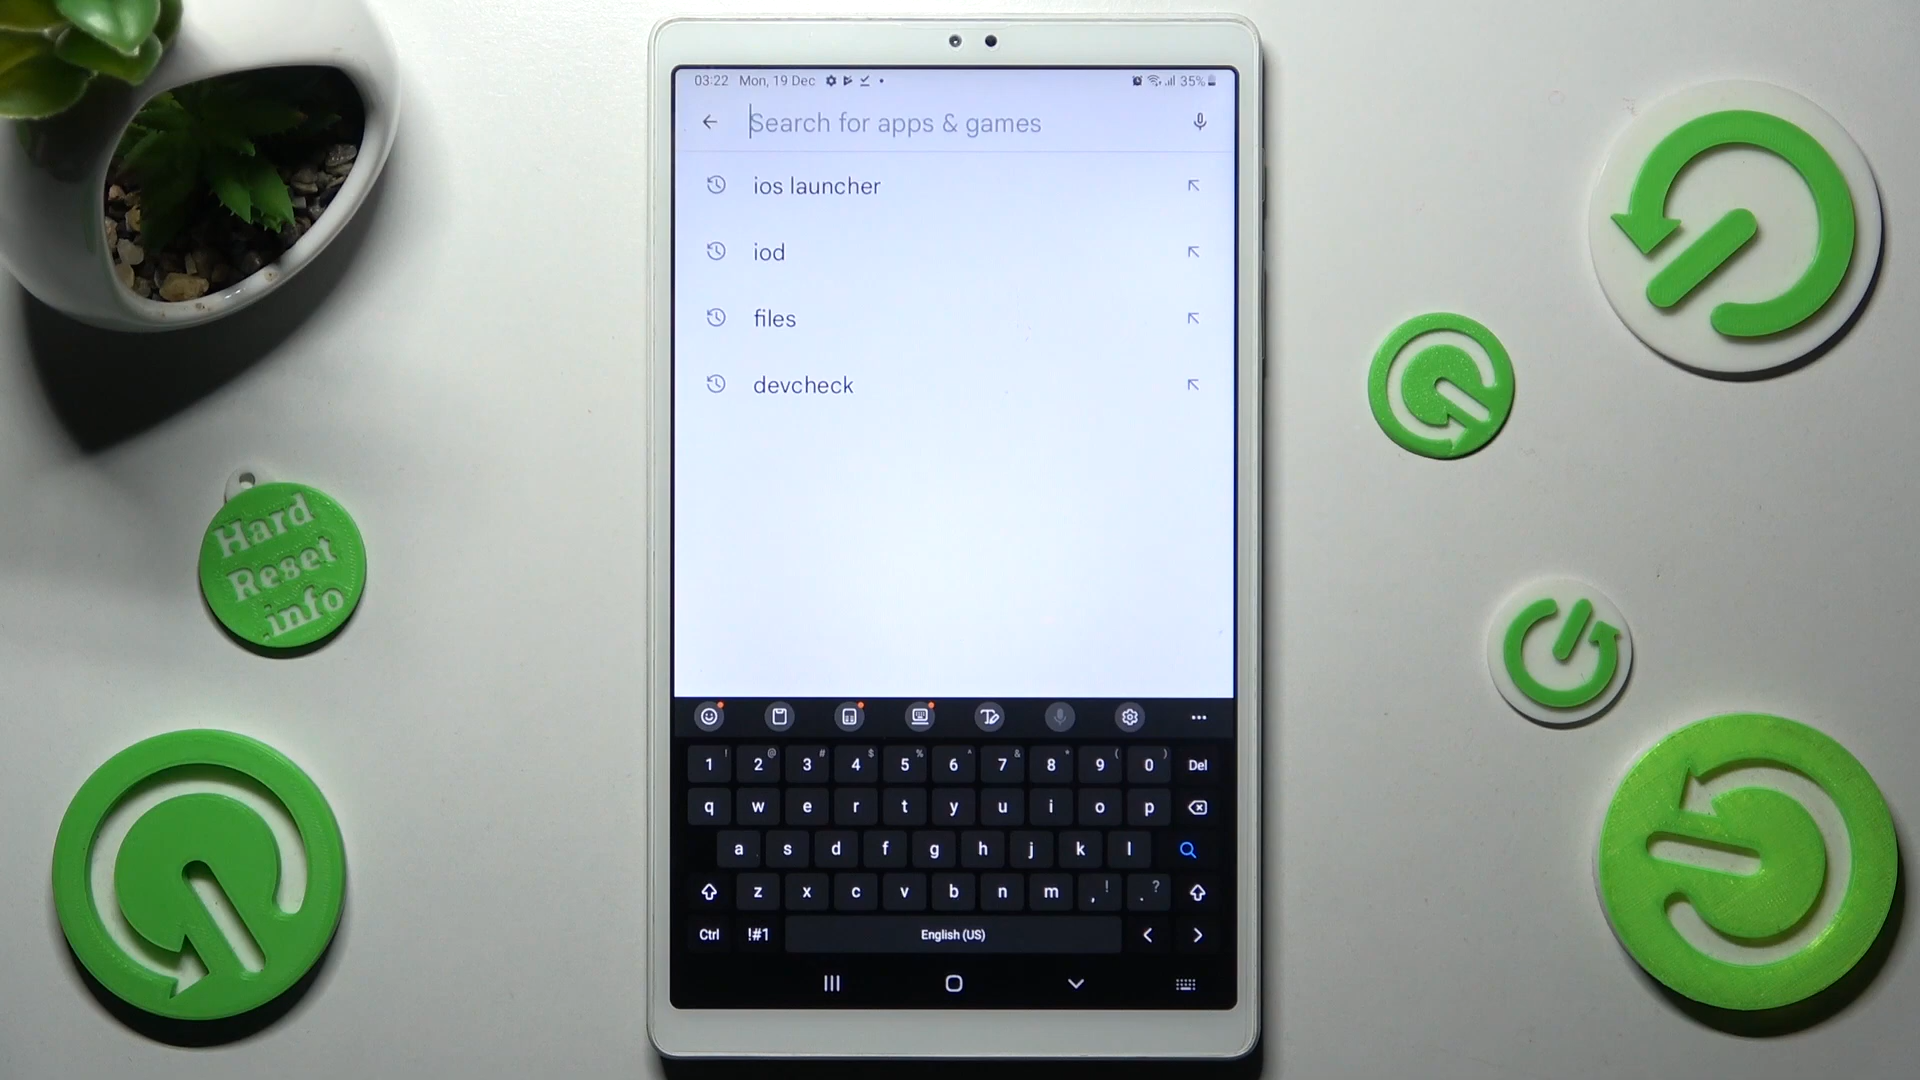 03:22 Mon, 19 Dec 35%
Search for apps & games
ios launcher
iod
files
devcheck
1 ! 2 @ 3 # 4 $ 5 % 6 ^ 7 & 8 * 9 ( 0 ) Del
q w e r t y u i o p
a s d f g h j k l
z x c v b n m , ! . ?
Ctrl !#1 English (US) < >
Hard
Reset
.info